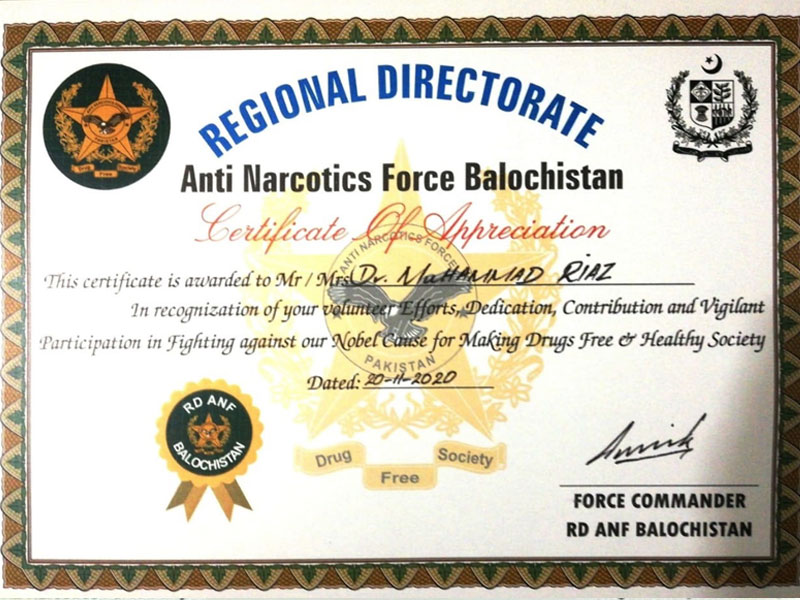 REGIONAL DIRECTORATE
Anti Narcotics Force Balochistan
Certificate Of Appreciation
This certificate is awarded to Mr / Mrs Dr. MUHAMMAD RIAZ
In recognization of your volunteer Efforts, Dedication, Contribution and Vigilant
Participation in Fighting against our Nobel Cause for Making Drugs Free & Healthy Society
Dated: 20-11-2020
ANTI NARCOTICS FORCE
PAKISTAN
Drug Free Society
RD ANF
BALOCHISTAN
FORCE COMMANDER
RD ANF BALOCHISTAN
Drug Free Society